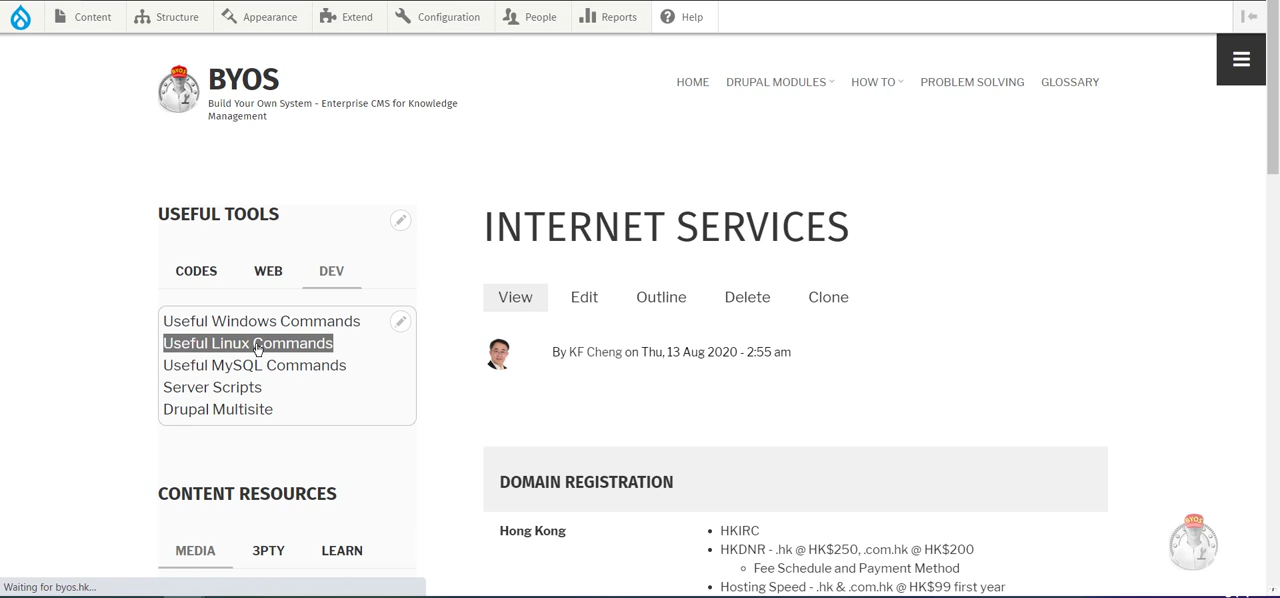 Content Structure Appearance Extend Configuration People Reports Help
BYOS
BYOS
Build Your Own System - Enterprise CMS for Knowledge
Management
HOME DRUPAL MODULES HOW TO PROBLEM SOLVING GLOSSARY
USEFUL TOOLS
CODES WEB DEV
Useful Windows Commands
Useful Linux Commands
Useful MySQL Commands
Server Scripts
Drupal Multisite
CONTENT RESOURCES
MEDIA 3PTY LEARN
INTERNET SERVICES
View Edit Outline Delete Clone
By KF Cheng on Thu, 13 Aug 2020 - 2:55 am
DOMAIN REGISTRATION
Hong Kong
HKIRC
HKDNR - .hk @ HK$250, .com.hk @ HK$200
Fee Schedule and Payment Method
Hosting Speed - .hk & .com.hk @ HK$99 first year
BYOS
Waiting for byos.hk...